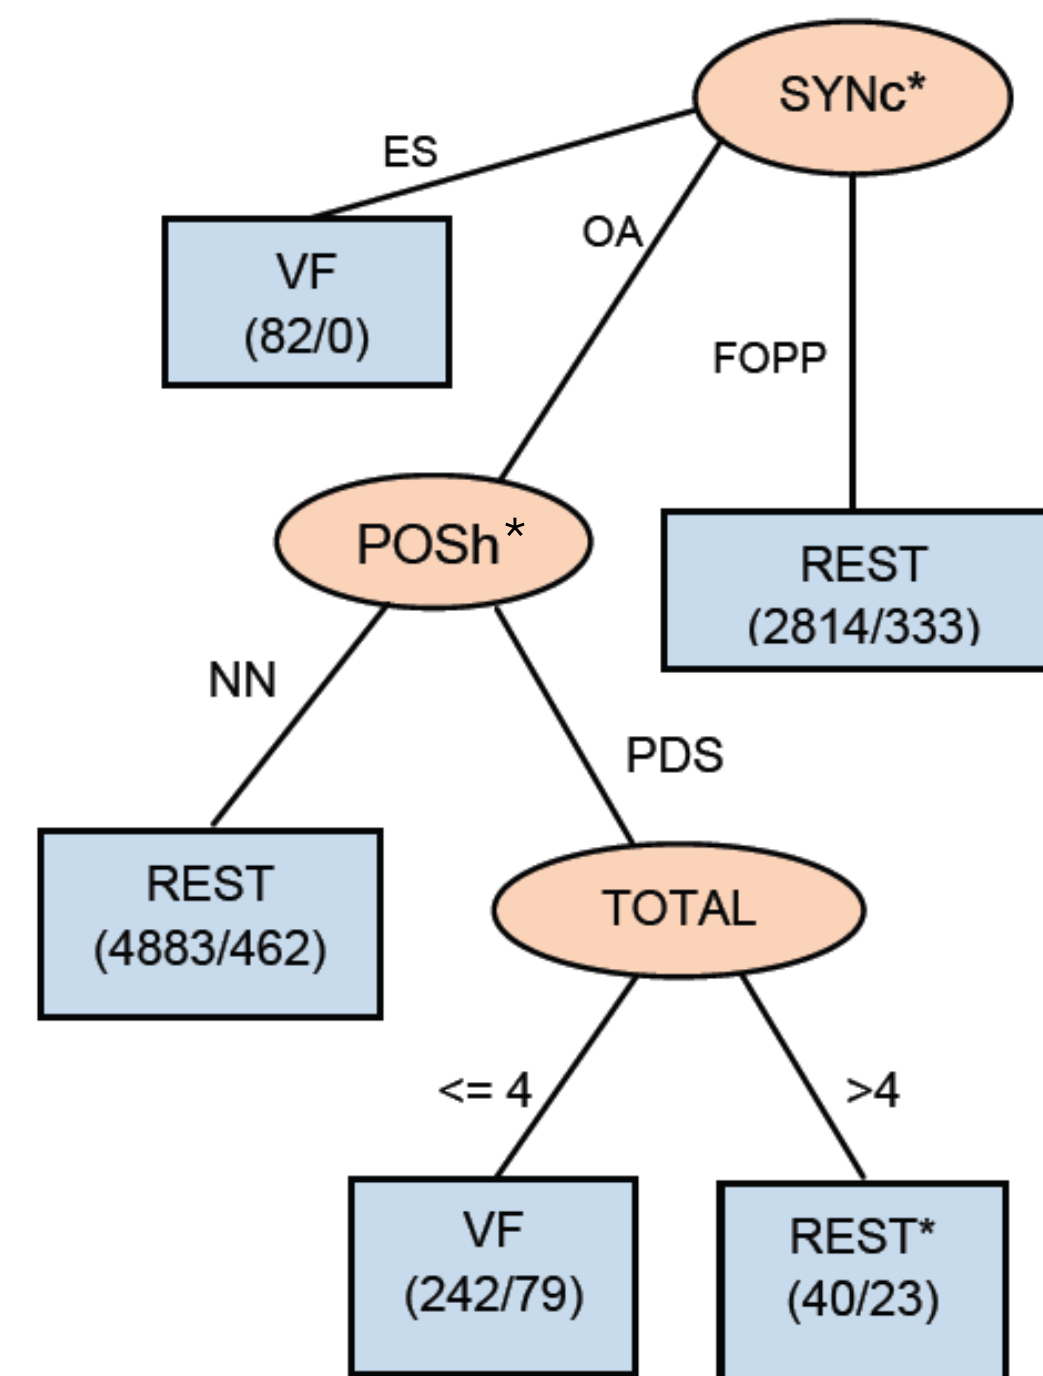 SYNc*
ES
OA
VF
(82/0)
FOPP
POSh*
REST
(2814/333)
NN
PDS
REST
(4883/462)
TOTAL
<= 4
>4
VF
(242/79)
REST*
(40/23)